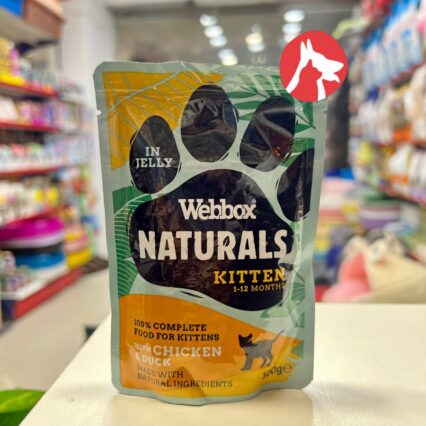 IN
JELLY
Webbox
NATURALS
KITTEN
1-12 MONTHS
100% COMPLETE
FOOD FOR KITTENS
WITH CHICKEN
& DUCK
MADE WITH
NATURAL INGREDIENTS
100g e